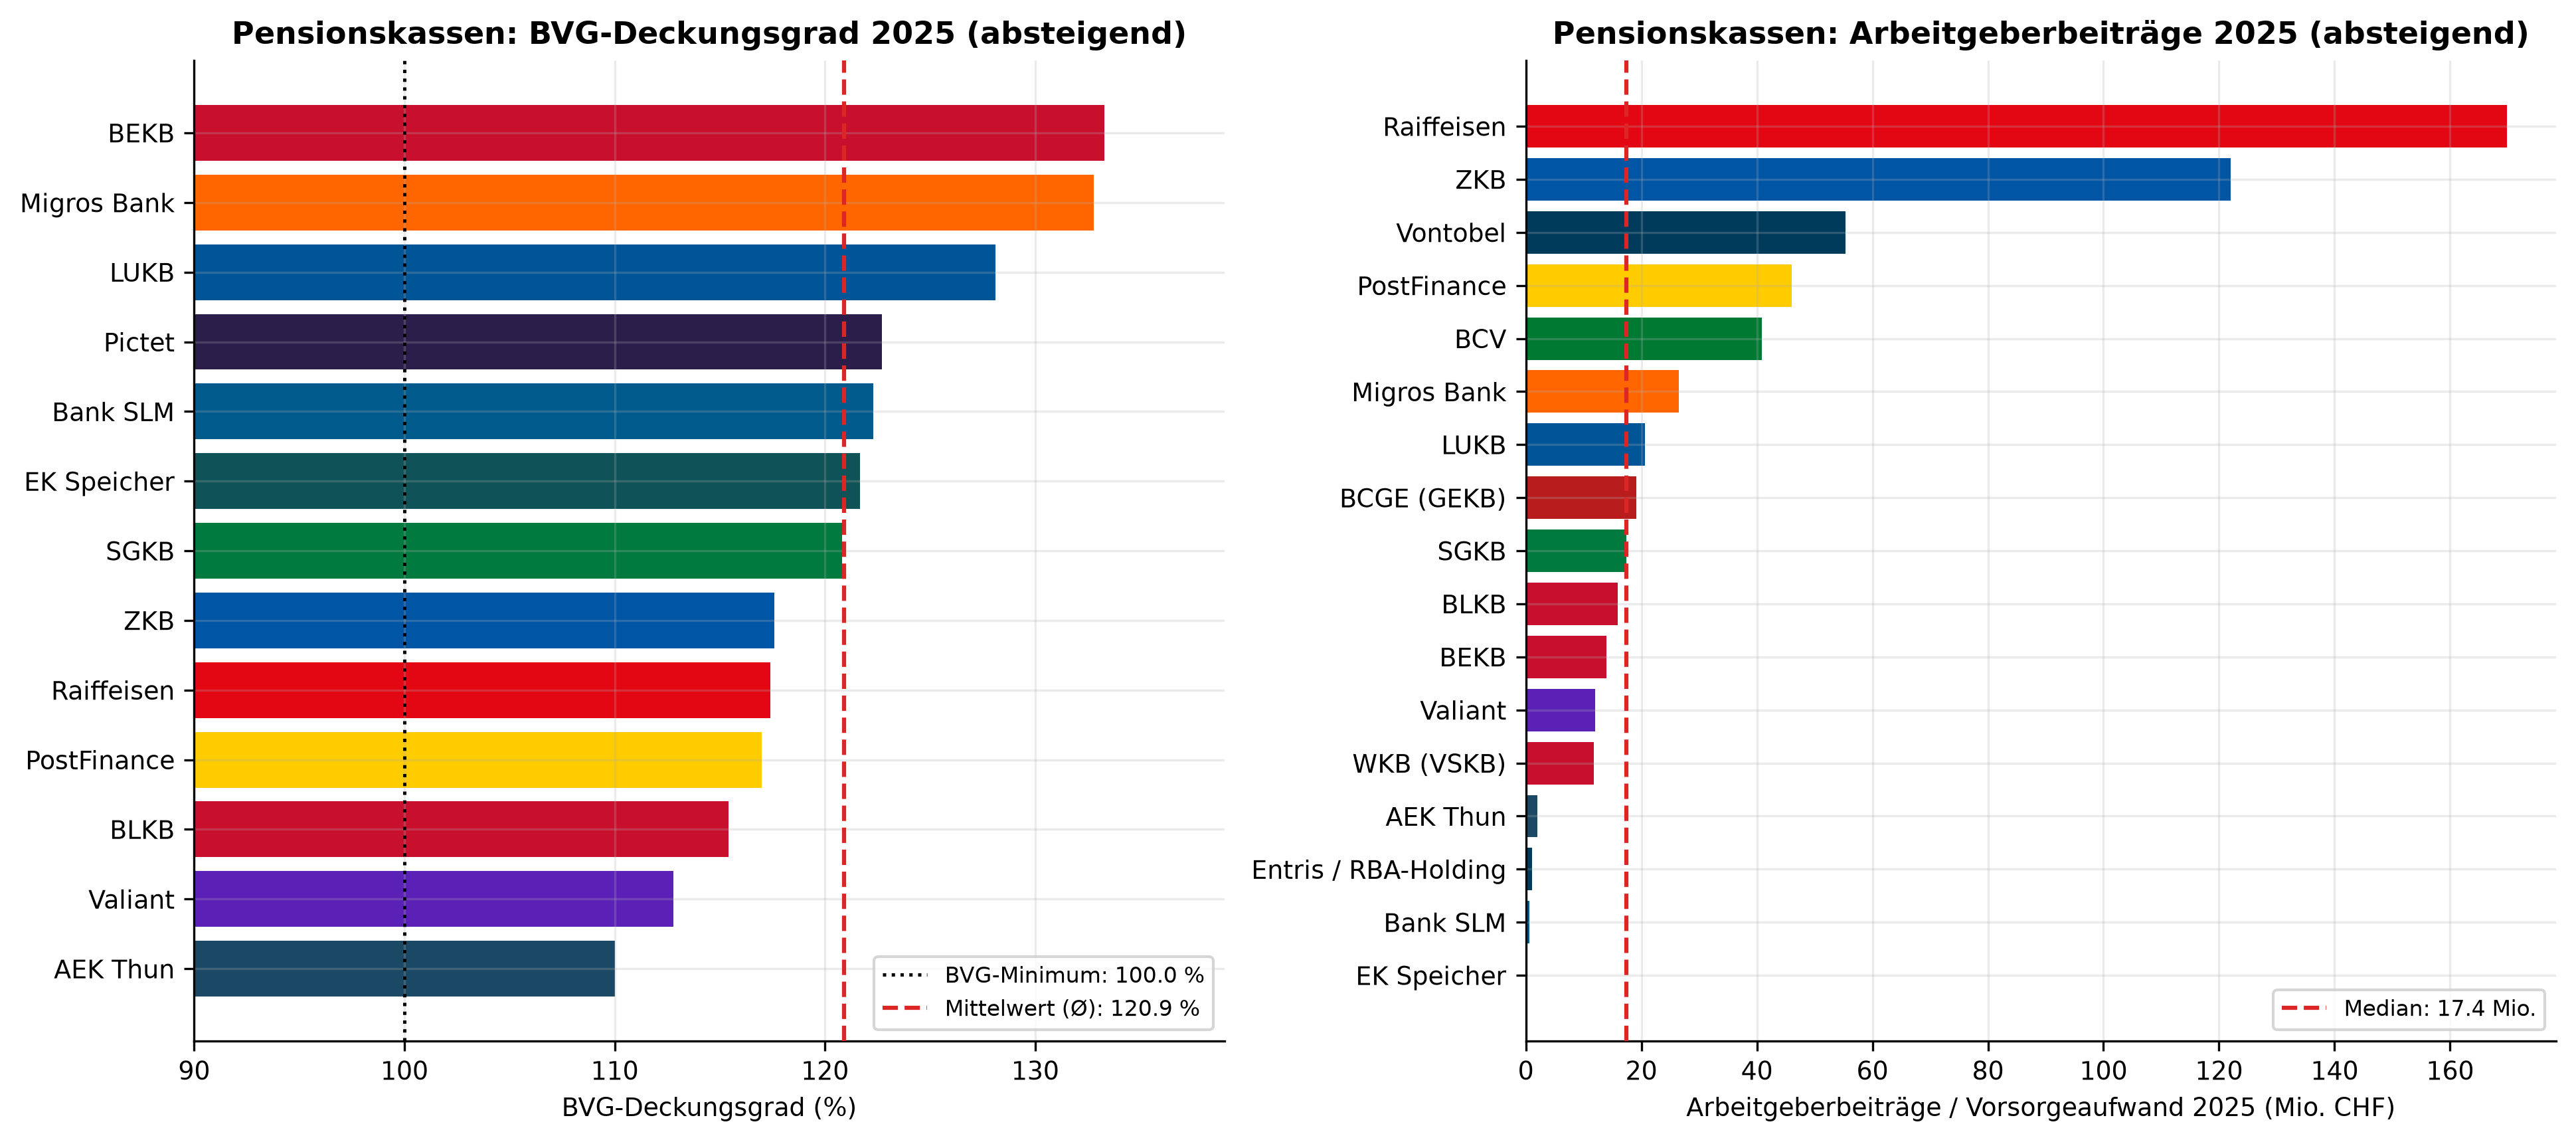 Pensionskassen: BVG-Deckungsgrad 2025 (absteigend)
BEKB
Migros Bank
LUKB
Pictet
Bank SLM
EK Speicher
SGKB
ZKB
Raiffeisen
PostFinance
BLKB
Valiant
AEK Thun
BVG-Minimum: 100.0 %
Mittelwert (Ø): 120.9 %
90 100 110 120 130
BVG-Deckungsgrad (%)
Pensionskassen: Arbeitgeberbeiträge 2025 (absteigend)
Raiffeisen
ZKB
Vontobel
PostFinance
BCV
Migros Bank
LUKB
BCGE (GEKB)
SGKB
BLKB
BEKB
Valiant
WKB (VSKB)
AEK Thun
Entris / RBA-Holding
Bank SLM
EK Speicher
Median: 17.4 Mio.
0 20 40 60 80 100 120 140 160
Arbeitgeberbeiträge / Vorsorgeaufwand 2025 (Mio. CHF)